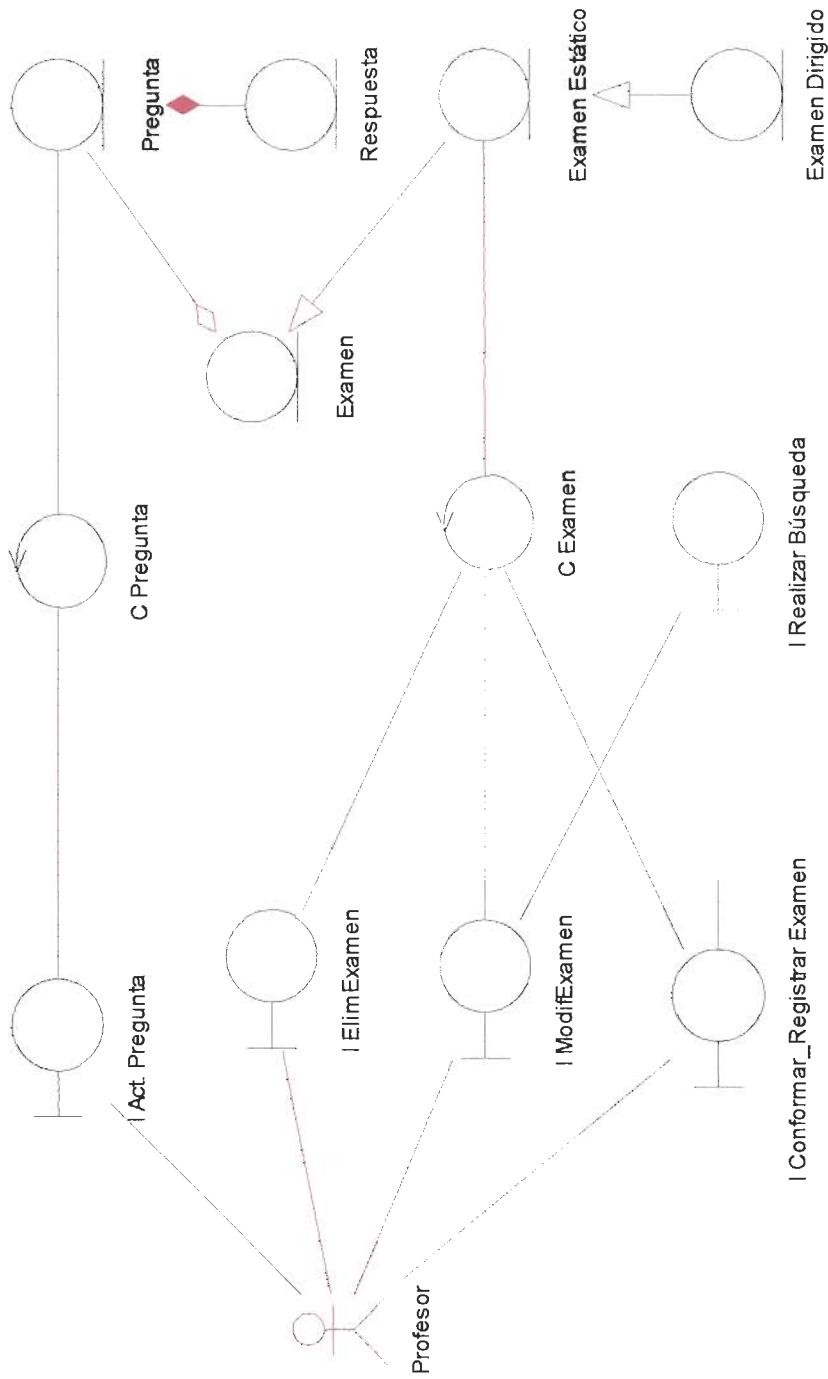 Pregunta
Respuesta
Examen Estático
Examen Dirigido
Examen
C Pregunta
C Examen
I Realizar Búsqueda
I Act. Pregunta
I ElimExamen
I ModifExamen
I Conformar_Registrar Examen
Profesor